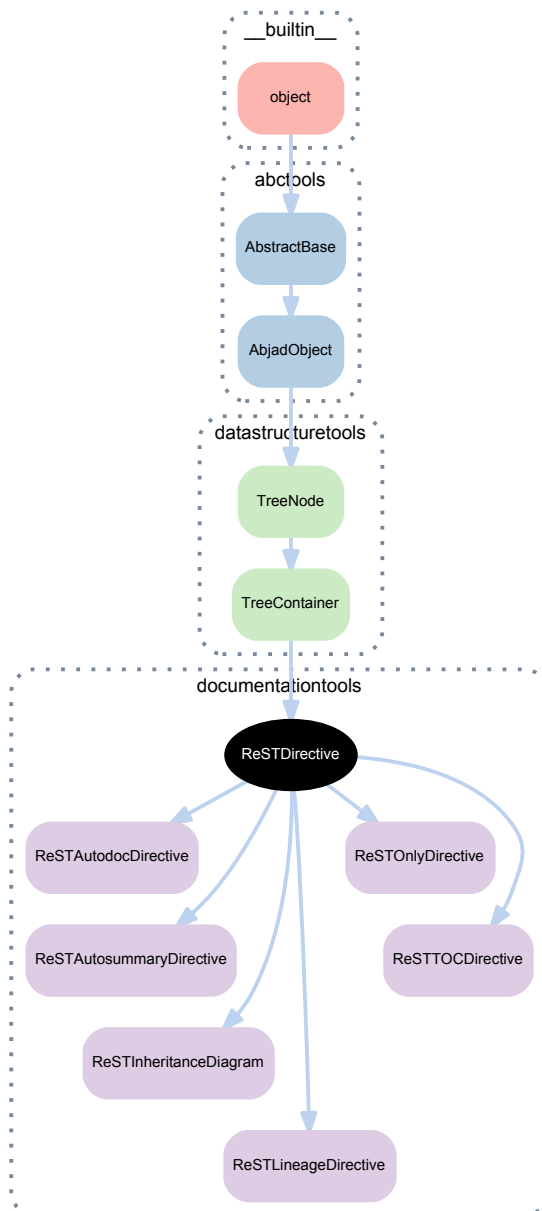 __builtin__
object
abctools
AbstractBase
AbjadObject
datastructuretools
TreeNode
TreeContainer
documentationtools
ReSTDirective
ReSTAutodocDirective
ReSTOnlyDirective
ReSTAutosummaryDirective
ReSTTOCDirective
ReSTInheritanceDiagram
ReSTLineageDirective